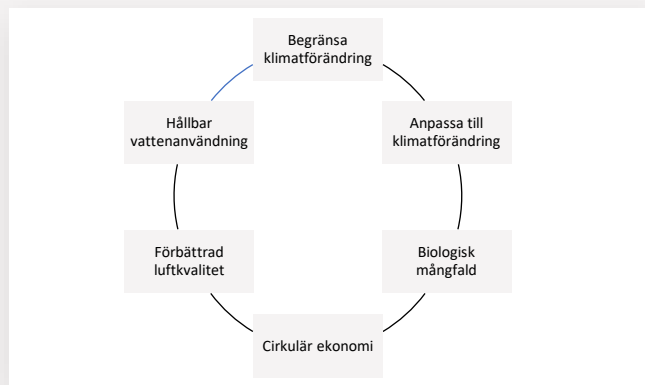 Begränsa
klimatförändring
Anpassa till
klimatförändring
Biologisk
mångfald
Cirkulär ekonomi
Förbättrad
luftkvalitet
Hållbar
vattenanvändning